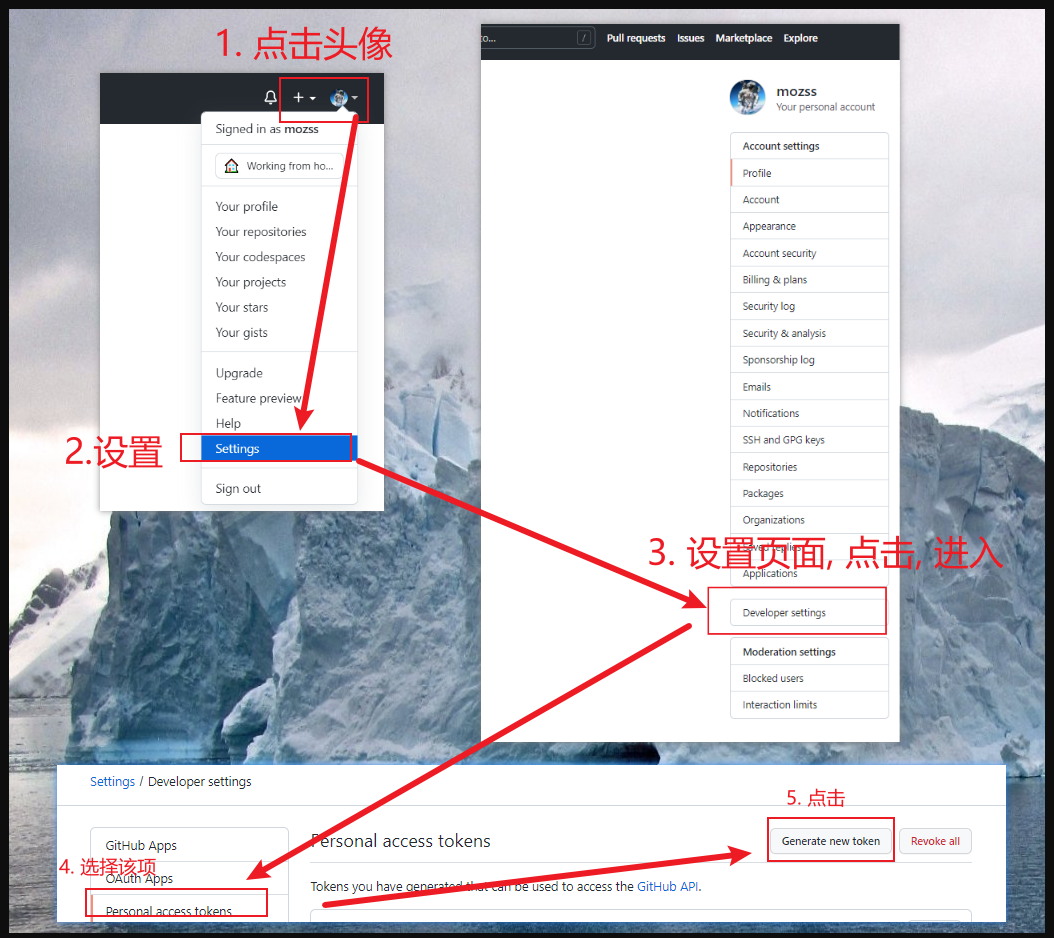 1. 点击头像
Signed in as mozss
Working from ho...
Your profile
Your repositories
Your codespaces
Your projects
Your stars
Your gists
Upgrade
Feature preview
Help
2.设置
Settings
Sign out
to...
/
Pull requests Issues Marketplace Explore
mozss
Your personal account
Account settings
Profile
Account
Appearance
Account security
Billing & plans
Security log
Security & analysis
Sponsorship log
Emails
Notifications
SSH and GPG keys
Repositories
Packages
Organizations
Saved replies
3. 设置页面, 点击, 进入
Applications
Developer settings
Moderation settings
Blocked users
Interaction limits
Settings / Developer settings
5. 点击
GitHub Apps
4. 选择该项
OAuth Apps
Personal access tokens
Personal access tokens
Generate new token
Revoke all
Tokens you have generated that can be used to access the GitHub API.